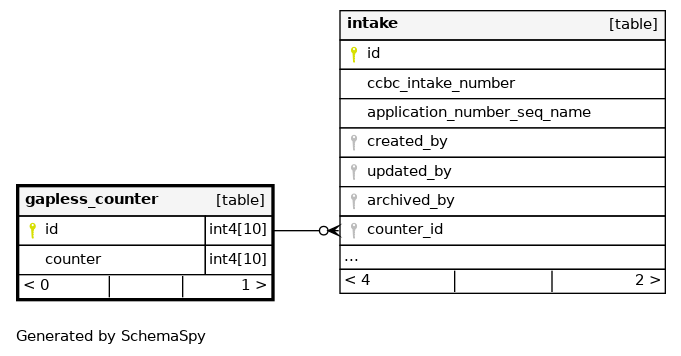 intake [table]
id
ccbc_intake_number
application_number_seq_name
created_by
updated_by
archived_by
counter_id
...
< 4 2 >
gapless_counter [table]
id int4[10]
counter int4[10]
< 0 1 >
Generated by SchemaSpy